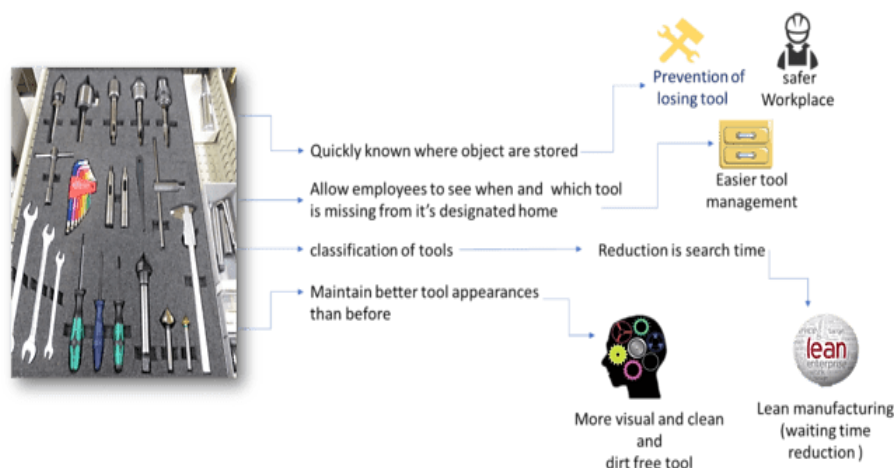 Prevention of
losing tool
safer
Workplace
Quickly known where object are stored
Easier tool
management
Allow employees to see when and which tool
is missing from it's designated home
classification of tools
Reduction is search time
Maintain better tool appearances
than before
lean
enterprise
More visual and clean
and
dirt free tool
Lean manufacturing
(waiting time
reduction )